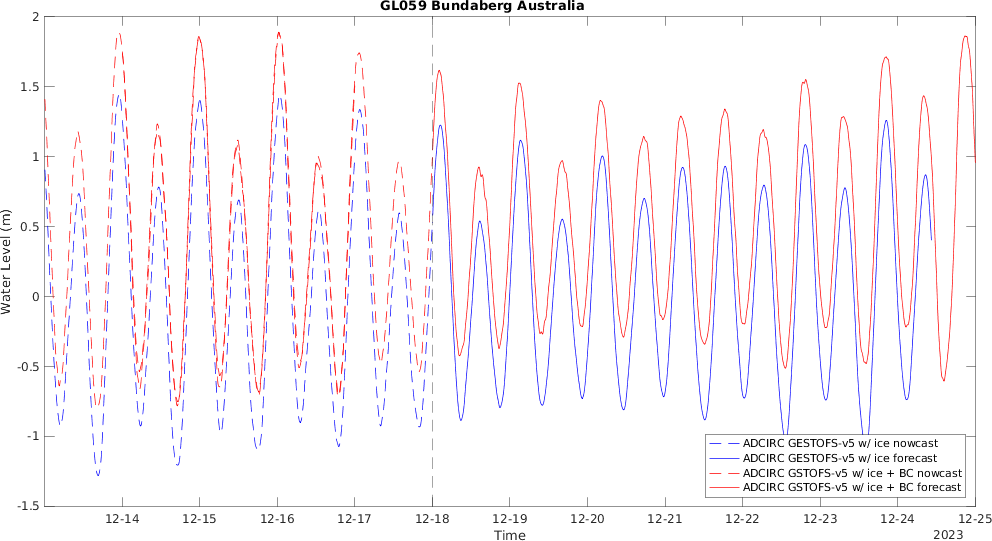 GL059 Bundaberg Australia
2
1.5
1
0.5
0
-0.5
-1
-1.5
Water Level (m)
ADCIRC GESTOFS-v5 w/ ice nowcast
ADCIRC GESTOFS-v5 w/ ice forecast
ADCIRC GSTOFS-v5 w/ ice + BC nowcast
ADCIRC GSTOFS-v5 w/ ice + BC forecast
12-14 12-15 12-16 12-17 12-18 12-19 12-20 12-21 12-22 12-23 12-24 12-25
Time
2023